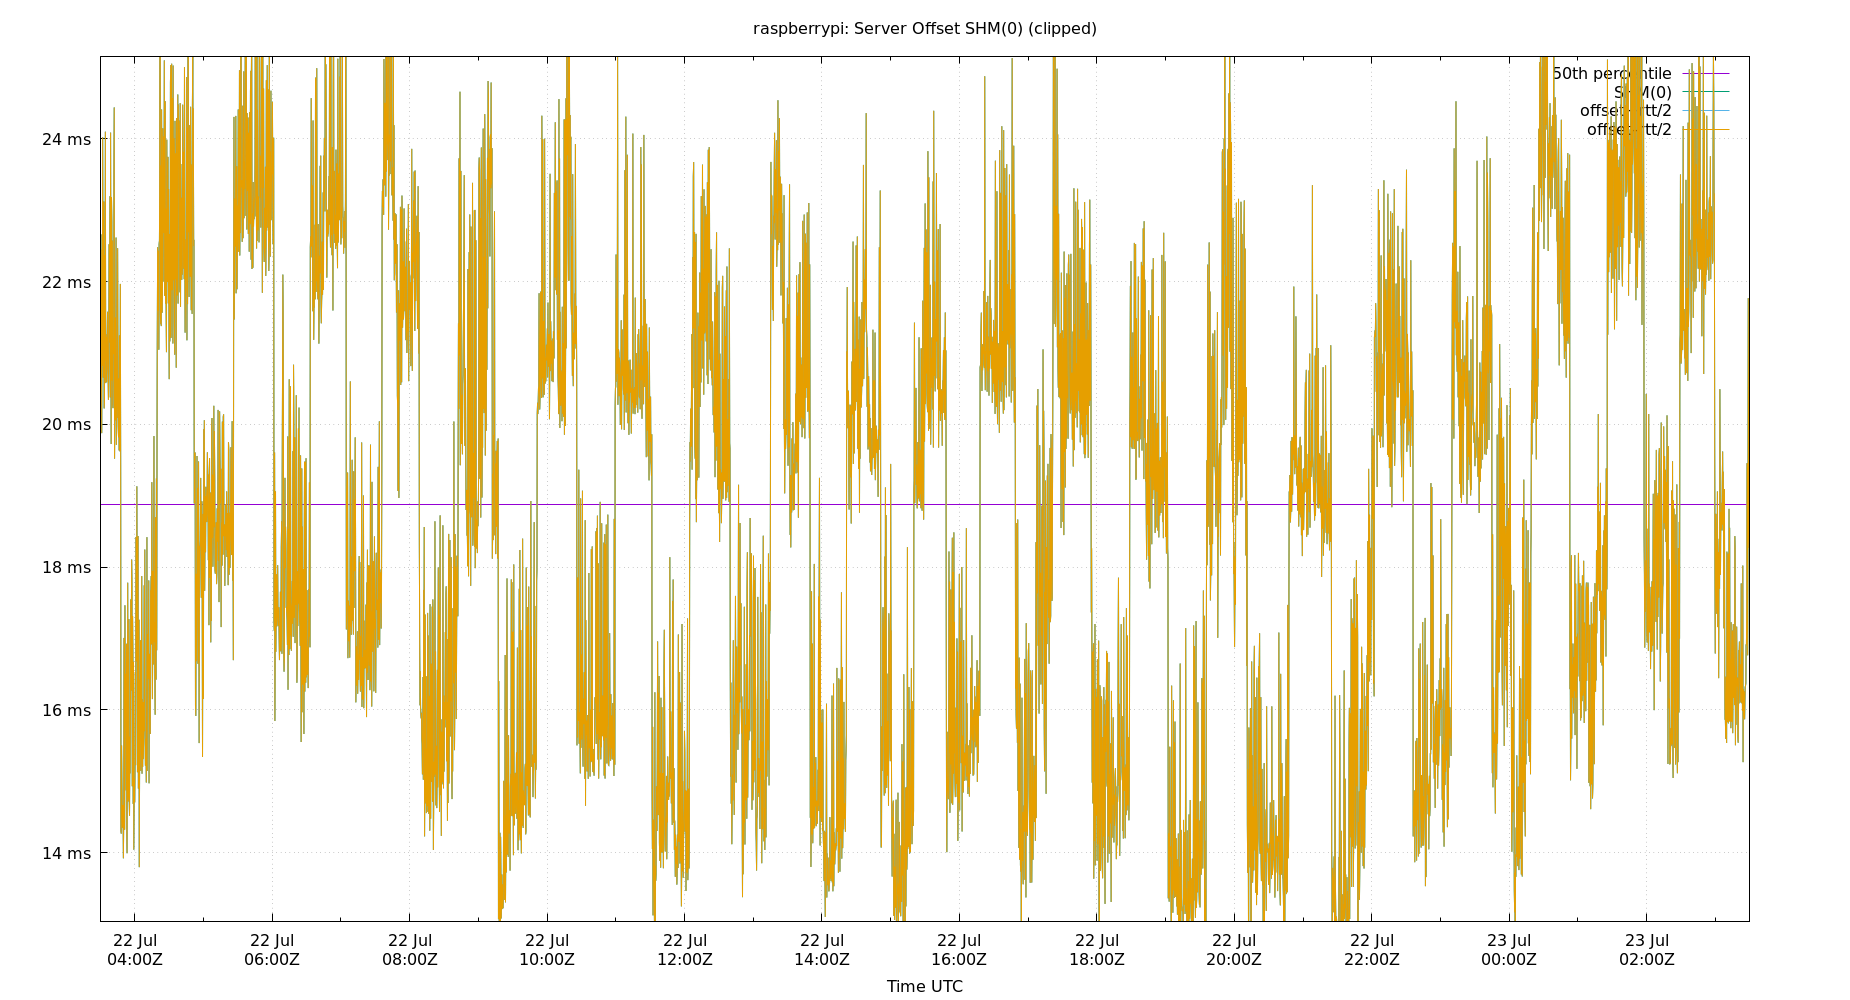 raspberrypi: Server Offset SHM(0) (clipped)
50th percentile
SHM(0)
offset+rtt/2
offset-rtt/2
24 ms
22 ms
20 ms
18 ms
16 ms
14 ms
22 Jul 22 Jul 22 Jul 22 Jul 22 Jul 22 Jul 22 Jul 22 Jul 22 Jul 22 Jul 23 Jul 23 Jul
04:00Z 06:00Z 08:00Z 10:00Z 12:00Z 14:00Z 16:00Z 18:00Z 20:00Z 22:00Z 00:00Z 02:00Z
Time UTC